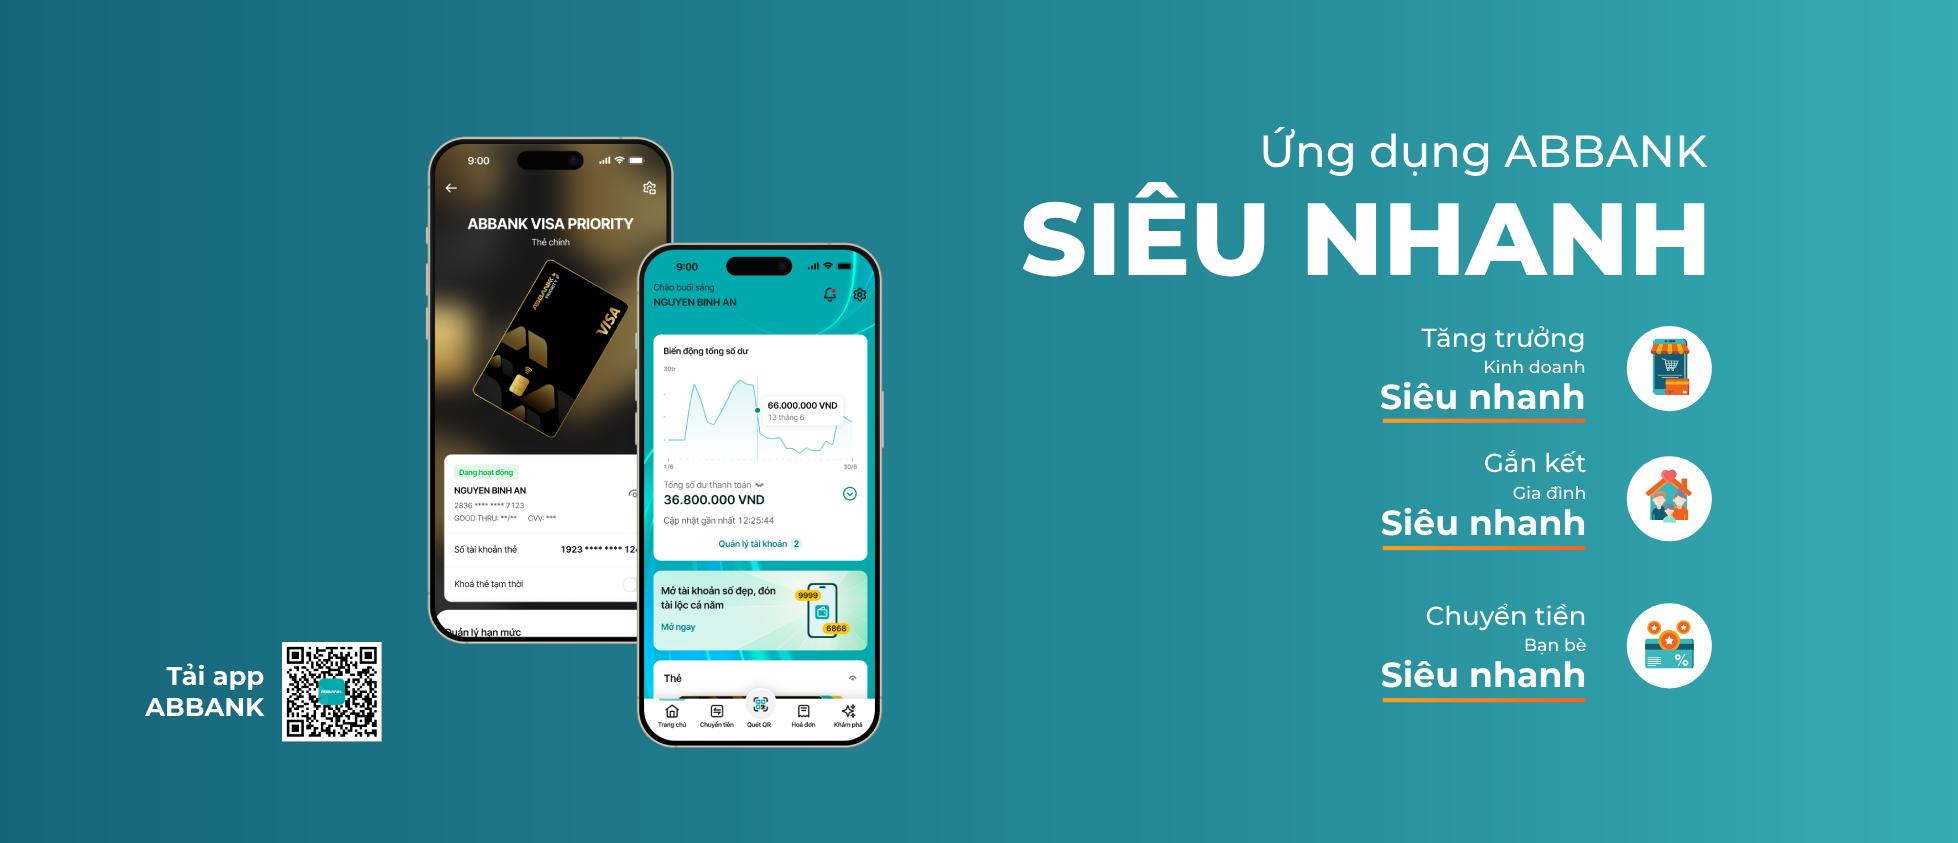 Ứng dụng ABBANK
SIÊU NHANH
Tăng trưởng
Kinh doanh
Siêu nhanh
Gắn kết
Gia đình
Siêu nhanh
Chuyển tiền
Bạn bè
Siêu nhanh
Tải app
ABBANK
ABBANK
9:00
ABBANK VISA PRIORITY
Thẻ chính
ABBANK
PRIORITY
VISA
Đang hoạt động
NGUYEN BINH AN
2836 **** **** 7123
GOOD THRU: **/** CVV: ***
Số tài khoản thẻ 1923 **** **** 124
Khoá thẻ tạm thời
Quản lý hạn mức
9:00
Chào buổi sáng
NGUYEN BINH AN
Biến động tổng số dư
30tr
66.000.000 VND
13 tháng 6
1/6 30/6
Tổng số dư thanh toán
36.800.000 VND
Cập nhật gần nhất 12:25:44
Quản lý tài khoản 2
Mở tài khoản số đẹp, đón
tài lộc cả năm
Mở ngay
9999
6868
Thẻ
Trang chủ Chuyển tiền Quét QR Hoá đơn Khám phá